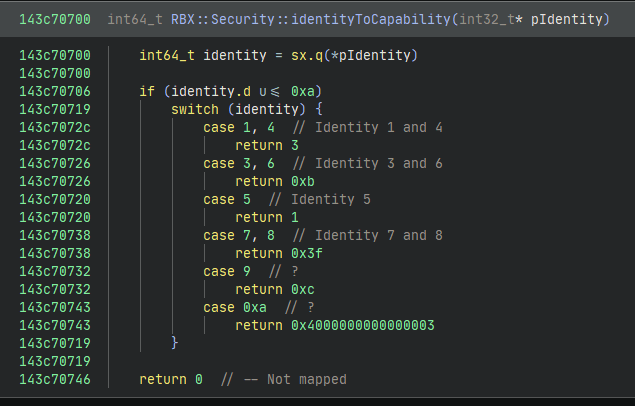 143c70700 int64_t RBX::Security::identityToCapability(int32_t* pIdentity)
143c70700 int64_t identity = sx.q(*pIdentity)
143c70700
143c70706 if (identity.d u<= 0xa)
143c70719 switch (identity) {
143c7072c case 1, 4 // Identity 1 and 4
143c7072c return 3
143c70726 case 3, 6 // Identity 3 and 6
143c70726 return 0xb
143c70720 case 5 // Identity 5
143c70720 return 1
143c70738 case 7, 8 // Identity 7 and 8
143c70738 return 0x3f
143c70732 case 9 // ?
143c70732 return 0xc
143c70743 case 0xa // ?
143c70743 return 0x4000000000000003
143c70719 }
143c70719
143c70746 return 0 // -- Not mapped